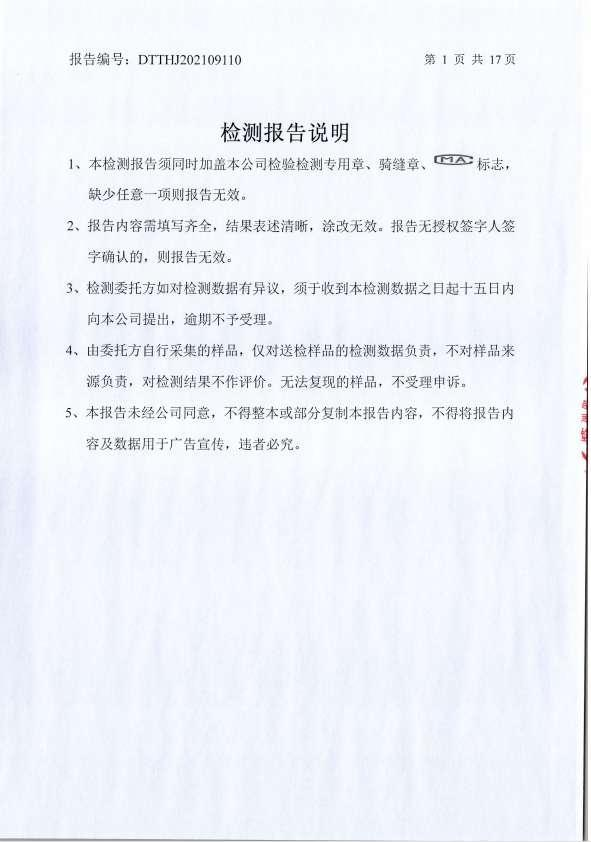 报告编号：DTTHJ202109110
第 1 页 共 17 页
检测报告说明
1、本检测报告须同时加盖本公司检验检测专用章、骑缝章、MA 标志，
缺少任意一项则报告无效。
2、报告内容需填写齐全，结果表述清晰，涂改无效。报告无授权签字人签
字确认的，则报告无效。
3、检测委托方如对检测数据有异议，须于收到本检测数据之日起十五日内
向本公司提出，逾期不予受理。
4、由委托方自行采集的样品，仅对送检样品的检测数据负责，不对样品来
源负责，对检测结果不作评价。无法复现的样品，不受理申诉。
5、本报告未经公司同意，不得整本或部分复制本报告内容，不得将报告内
容及数据用于广告宣传，违者必究。